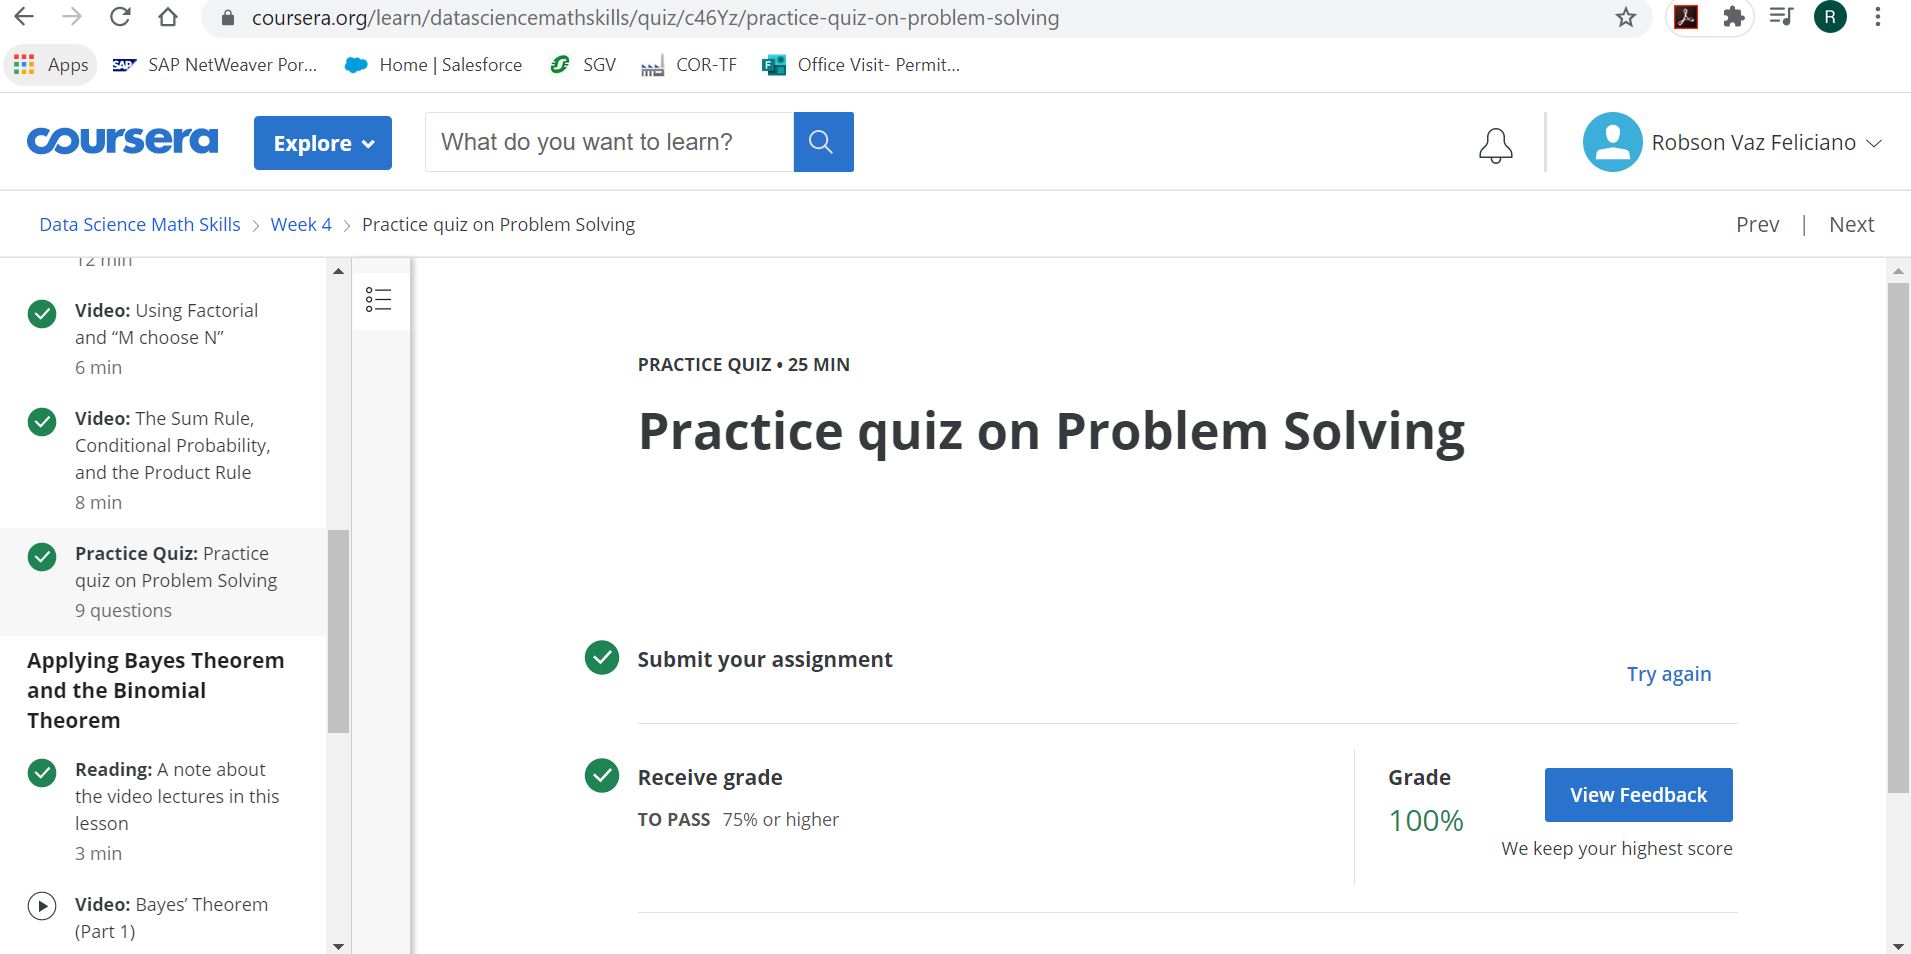 coursera.org/learn/datasciencemathskills/quiz/c46Yz/practice-quiz-on-problem-solving
R
Apps
SAP
SAP NetWeaver Por...
Home | Salesforce
SGV
COR-TF
Office Visit- Permit...
coursera
Explore
What do you want to learn?
Robson Vaz Feliciano
Data Science Math Skills > Week 4 > Practice quiz on Problem Solving
Prev | Next
12 min
Video: Using Factorial
and “M choose N”
6 min
Video: The Sum Rule,
Conditional Probability,
and the Product Rule
8 min
Practice Quiz: Practice
quiz on Problem Solving
9 questions
Applying Bayes Theorem
and the Binomial
Theorem
Reading: A note about
the video lectures in this
lesson
3 min
Video: Bayes’ Theorem
(Part 1)
PRACTICE QUIZ • 25 MIN
Practice quiz on Problem Solving
Submit your assignment
Try again
Receive grade
TO PASS 75% or higher
Grade
100%
View Feedback
We keep your highest score